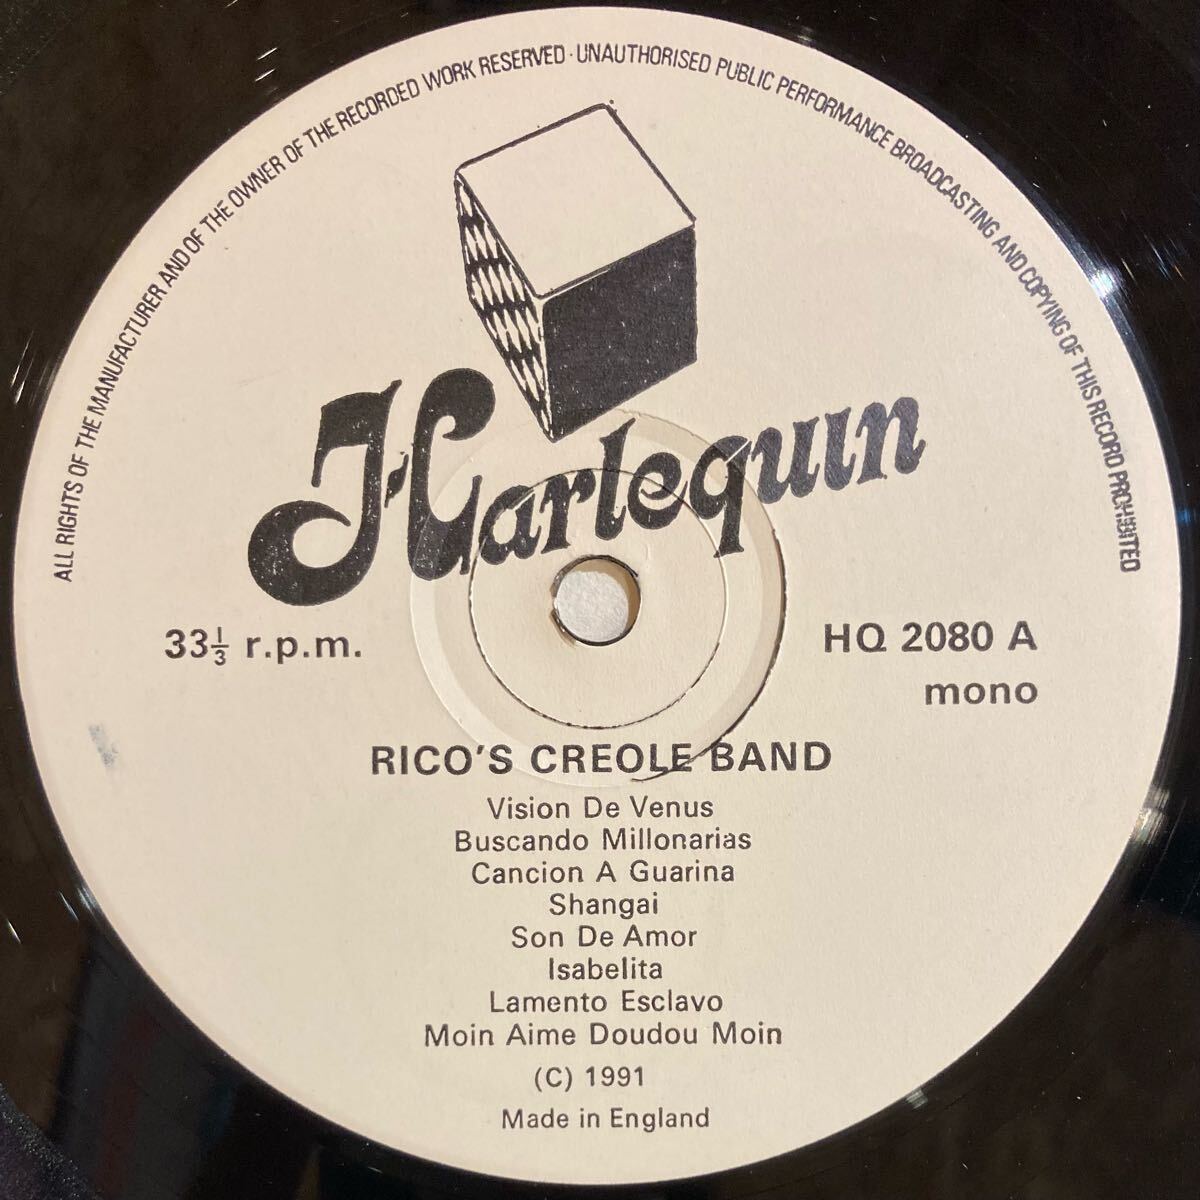 ALL RIGHTS OF THE MANUFACTURER AND OF THE OWNER OF THE RECORDED WORK RESERVED · UNAUTHORISED PUBLIC PERFORMANCE BROADCASTING AND COPYING OF THIS RECORD PROHIBITED
Harlequin
33⅓ r.p.m.
HQ 2080 A
mono
RICO'S CREOLE BAND
Vision De Venus
Buscando Millonarias
Cancion A Guarina
Shangai
Son De Amor
Isabelita
Lamento Esclavo
Moin Aime Doudou Moin
(C) 1991
Made in England